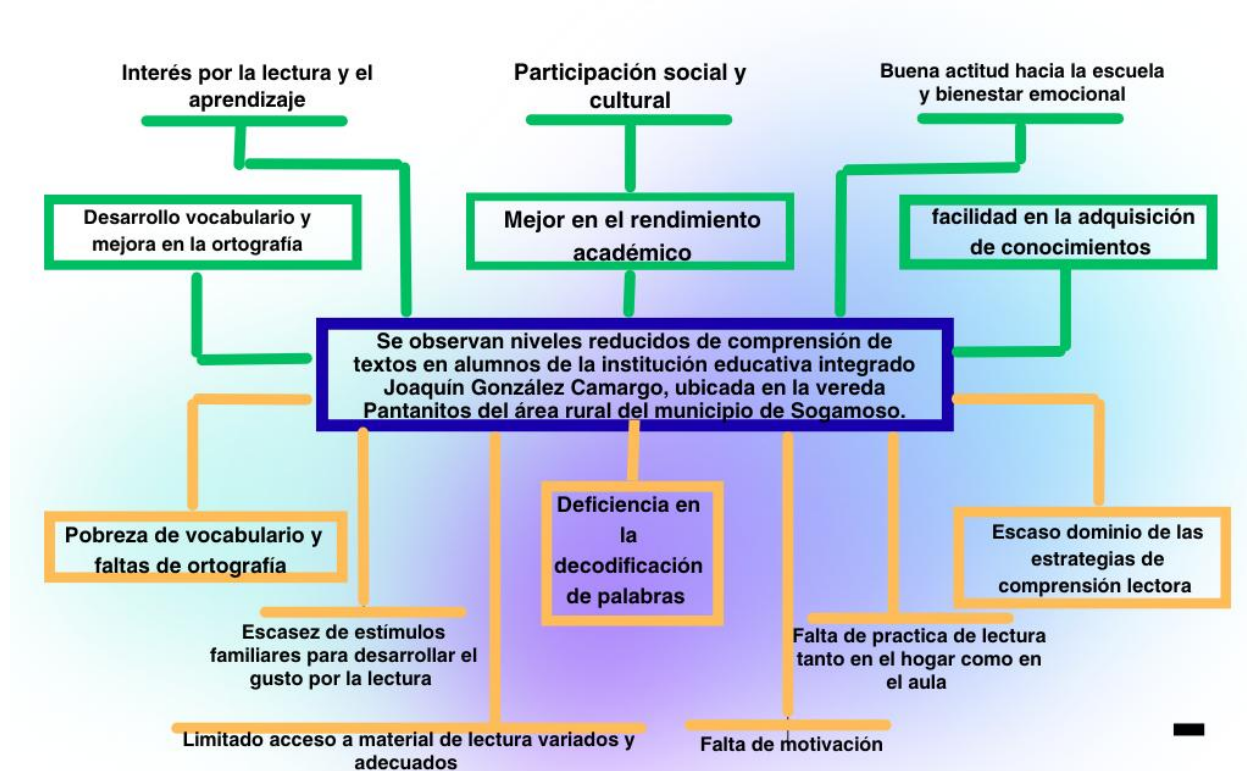 Interés por la lectura y el
aprendizaje
Participación social y
cultural
Buena actitud hacia la escuela
y bienestar emocional
Desarrollo vocabulario y
mejora en la ortografía
Mejor en el rendimiento
académico
facilidad en la adquisición
de conocimientos
Se observan niveles reducidos de comprensión de
textos en alumnos de la institución educativa integrado
Joaquín González Camargo, ubicada en la vereda
Pantanitos del área rural del municipio de Sogamoso.
Pobreza de vocabulario y
faltas de ortografía
Deficiencia en
la
decodificación
de palabras
Escaso dominio de las
estrategias de
comprensión lectora
Escasez de estímulos
familiares para desarrollar el
gusto por la lectura
Falta de practica de lectura
tanto en el hogar como en
el aula
Limitado acceso a material de lectura variados y
adecuados
Falta de motivación